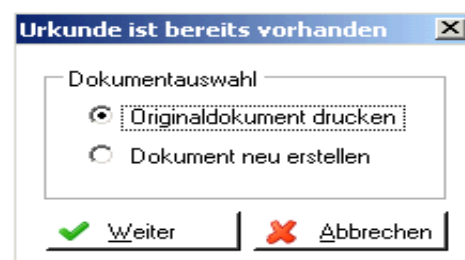 Urkunde ist bereits vorhanden
Dokumentauswahl
Originaldokument drucken
Dokument neu erstellen
Weiter Abbrechen